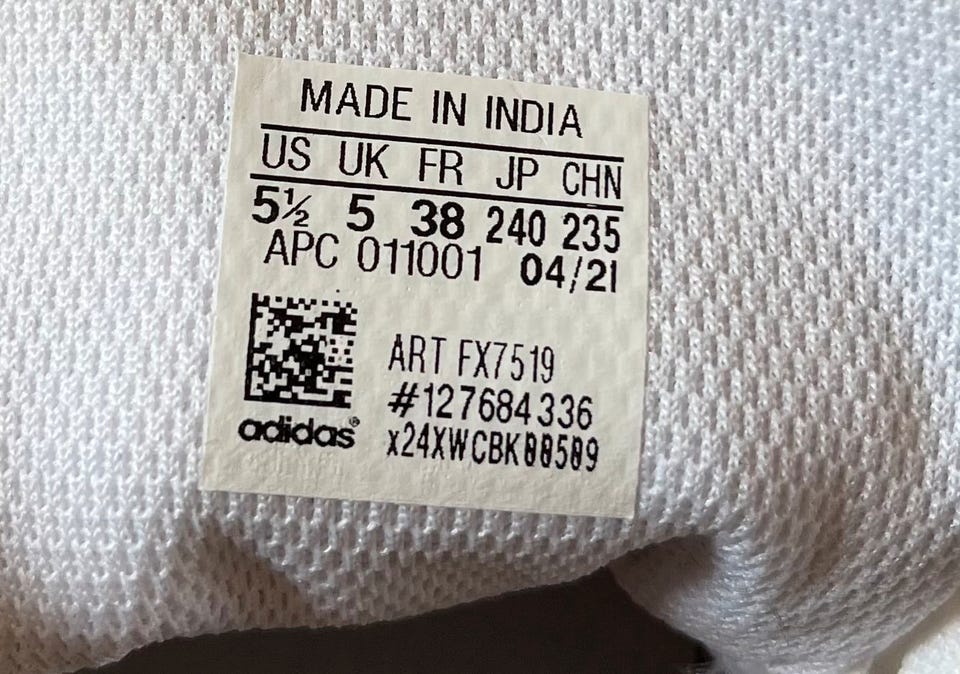 MADE IN INDIA
US UK FR JP CHN
5½ 5 38 240 235
APC 011001 04/21
ART FX7519
#127684336
x24XWCBK00509
adidas®